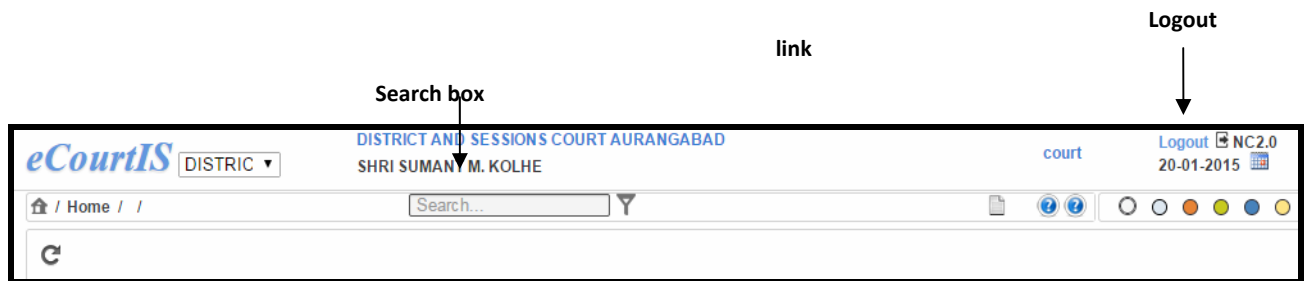 Logout
link
Search box
eCourtIS DISTRIC
DISTRICT AND SESSIONS COURT AURANGABAD
SHRI SUMANT M. KOLHE
court
Logout NC2.0
20-01-2015
/ Home / /
Search...
? ?